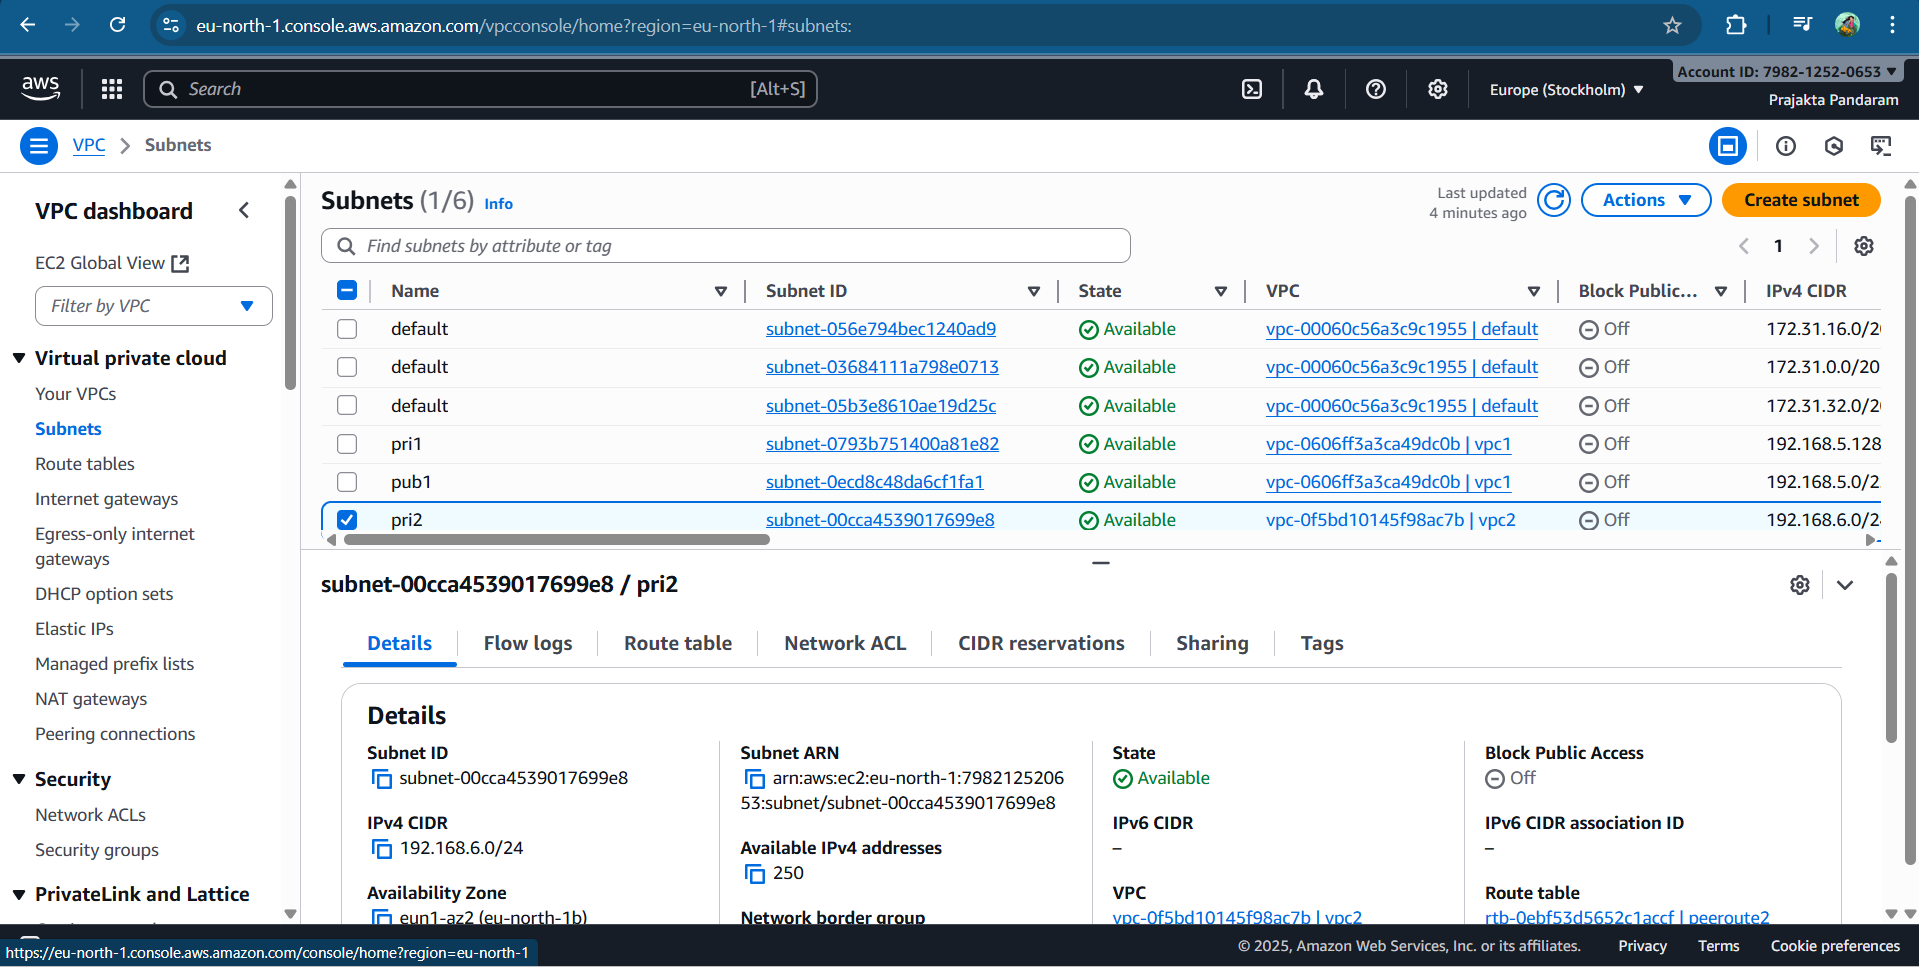 eu-north-1.console.aws.amazon.com/vpcconsole/home?region=eu-north-1#subnets:
aws
Search
[Alt+S]
Europe (Stockholm)
Account ID: 7982-1252-0653
Prajakta Pandaram
VPC
Subnets
VPC dashboard
EC2 Global View
Filter by VPC
Virtual private cloud
Your VPCs
Subnets
Route tables
Internet gateways
Egress-only internet
gateways
DHCP option sets
Elastic IPs
Managed prefix lists
NAT gateways
Peering connections
Security
Network ACLs
Security groups
PrivateLink and Lattice
Subnets (1/6) Info
Last updated
4 minutes ago
Actions
Create subnet
Find subnets by attribute or tag
1
Name Subnet ID State VPC Block Public... IPv4 CIDR
default subnet-056e794bec1240ad9 Available vpc-00060c56a3c9c1955 | default Off 172.31.16.0/20
default subnet-03684111a798e0713 Available vpc-00060c56a3c9c1955 | default Off 172.31.0.0/20
default subnet-05b3e8610ae19d25c Available vpc-00060c56a3c9c1955 | default Off 172.31.32.0/20
pri1 subnet-0793b751400a81e82 Available vpc-0606ff3a3ca49dc0b | vpc1 Off 192.168.5.128
pub1 subnet-0ecd8c48da6cf1fa1 Available vpc-0606ff3a3ca49dc0b | vpc1 Off 192.168.5.0/2
pri2 subnet-00cca4539017699e8 Available vpc-0f5bd10145f98ac7b | vpc2 Off 192.168.6.0/24
subnet-00cca4539017699e8 / pri2
Details Flow logs Route table Network ACL CIDR reservations Sharing Tags
Details
Subnet ID
subnet-00cca4539017699e8
IPv4 CIDR
192.168.6.0/24
Availability Zone
eun1-az2 (eu-north-1b)
Subnet ARN
arn:aws:ec2:eu-north-1:7982125206
53:subnet/subnet-00cca4539017699e8
Available IPv4 addresses
250
Network border group
State
Available
IPv6 CIDR
–
VPC
vpc-0f5bd10145f98ac7b | vpc2
Block Public Access
Off
IPv6 CIDR association ID
–
Route table
rtb-0ebf53d5652c1accf | peeroute2
https://eu-north-1.console.aws.amazon.com/console/home?region=eu-north-1
© 2025, Amazon Web Services, Inc. or its affiliates.
Privacy
Terms
Cookie preferences